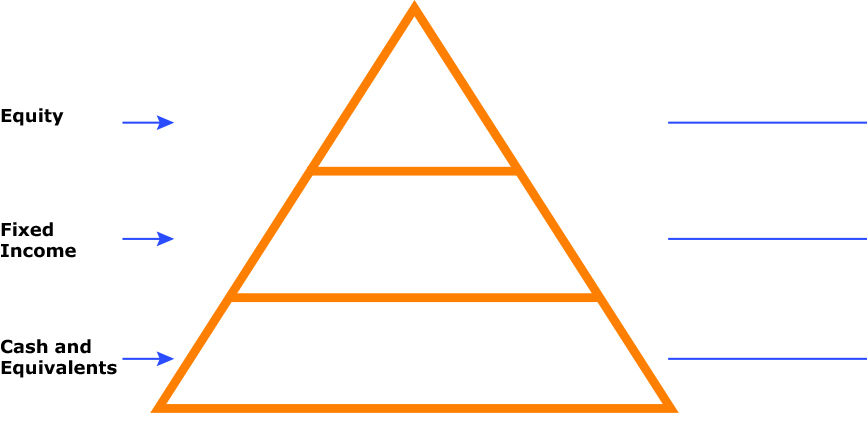 Equity
Fixed
Income
Cash and
Equivalents